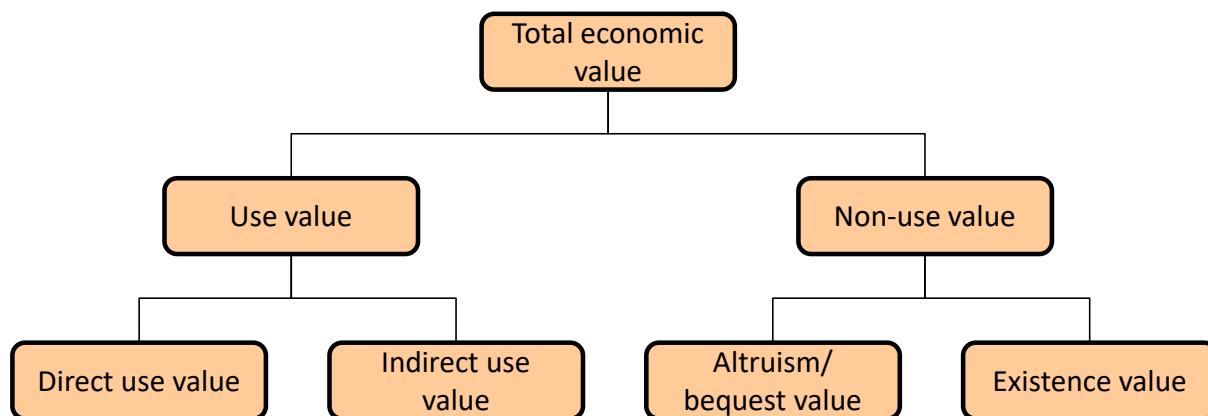 Total economic
value
Use value
Non-use value
Direct use value
Indirect use
value
Altruism/
bequest value
Existence value